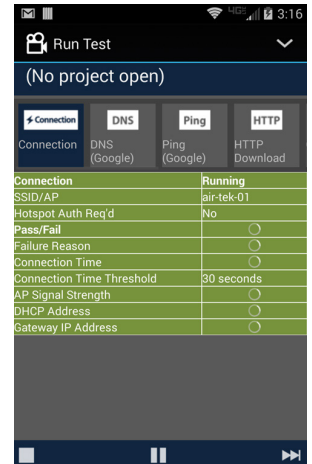 4G 3:16
Run Test
(No project open)
Connection DNS Ping HTTP
Connection DNS (Google) Ping (Google) HTTP Download
Connection Running
SSID/AP air-tek-01
Hotspot Auth Req'd No
Pass/Fail
Failure Reason
Connection Time
Connection Time Threshold 30 seconds
AP Signal Strength
DHCP Address
Gateway IP Address